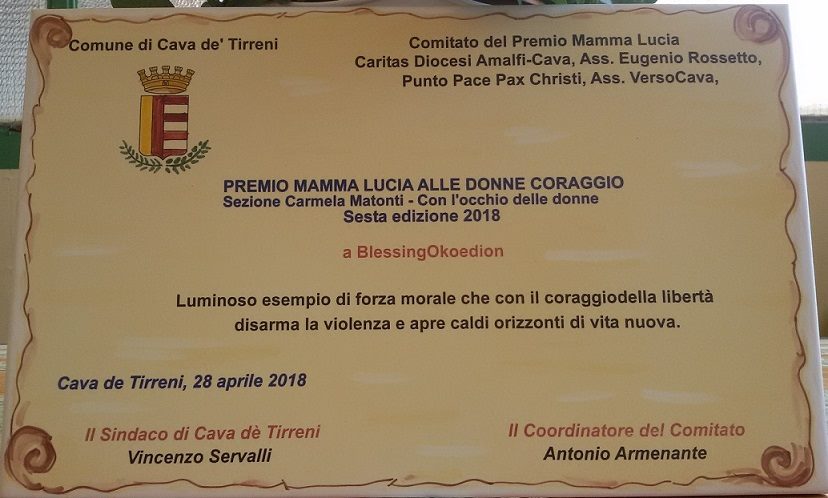 Comune di Cava de' Tirreni
Comitato del Premio Mamma Lucia
Caritas Diocesi Amalfi-Cava, Ass. Eugenio Rossetto,
Punto Pace Pax Christi, Ass. VersoCava,
PREMIO MAMMA LUCIA ALLE DONNE CORAGGIO
Sezione Carmela Matonti - Con l'occhio delle donne
Sesta edizione 2018
a BlessingOkoedion
Luminoso esempio di forza morale che con il coraggiodella libertà
disarma la violenza e apre caldi orizzonti di vita nuova.
Cava de Tirreni, 28 aprile 2018
Il Sindaco di Cava dè Tirreni
Vincenzo Servalli
Il Coordinatore del Comitato
Antonio Armenante